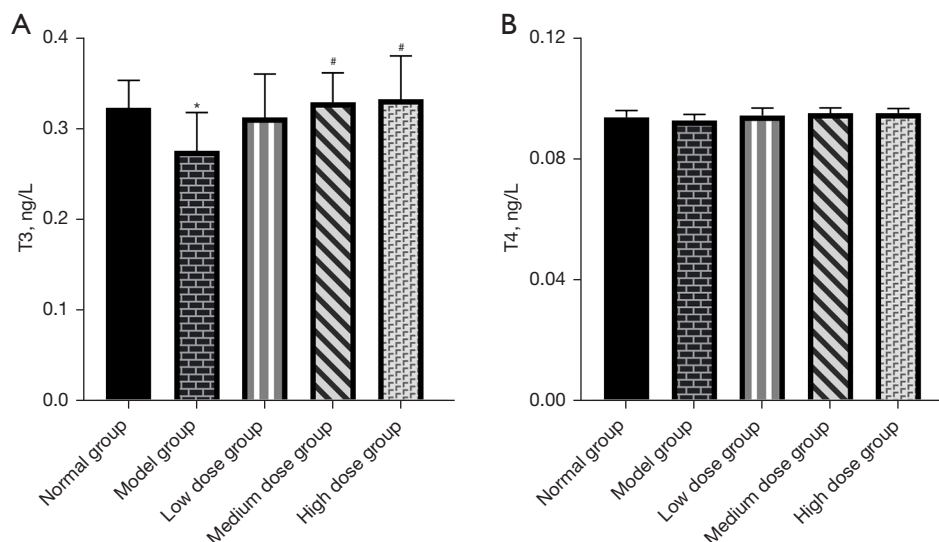 A
T3, ng/L
0.4
0.3
0.2
0.1
0.0
*
#
#
Normal group
Model group
Low dose group
Medium dose group
High dose group
B
T4, ng/L
0.12
0.08
0.04
0.00
Normal group
Model group
Low dose group
Medium dose group
High dose group